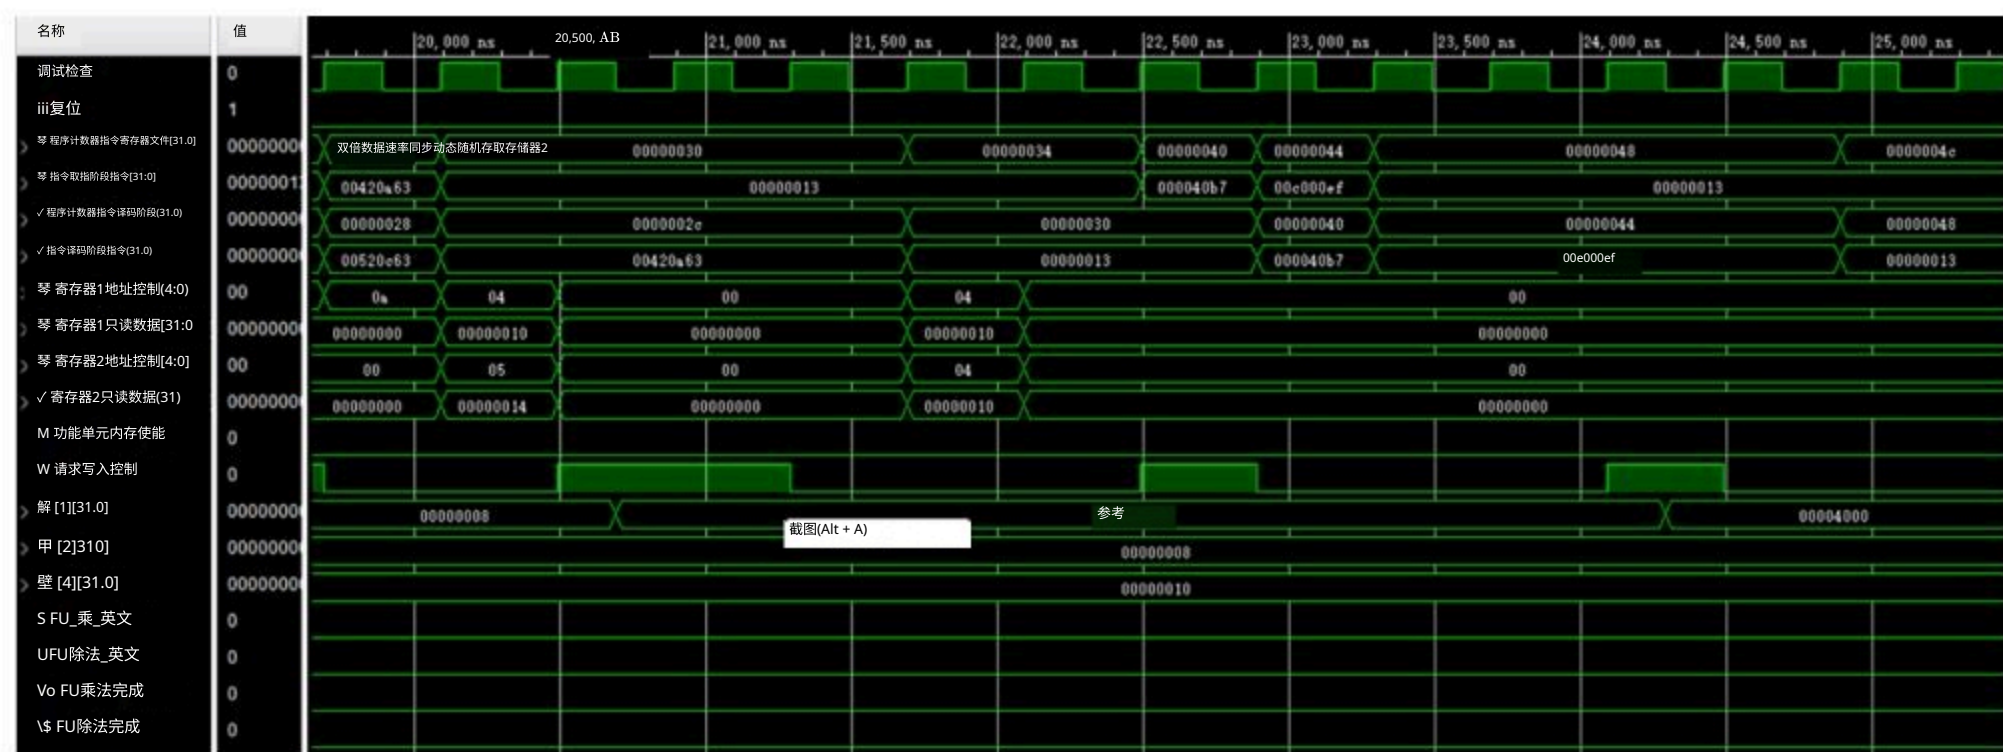 名称 值
20,000 ns 20,500, AB 21,000 ns 21,500 ns 22,000 ns 22,500 ns 23,000 ns 23,500 ns 24,000 ns 24,500 ns 25,000 ns
调试检查 0
iii复位 1
琴 程序计数器指令寄存器文件[31.0] 00000000 双倍数据速率同步动态随机存取存储器2 00000030 00000034 00000040 00000044 00000048 0000004c
琴 指令取指阶段指令[31:0] 00000013 00420a63 00000013 000040b7 00c000ef 00000013
✓ 程序计数器指令译码阶段(31.0) 00000000 00000028 0000002c 00000030 00000040 00000044 00000048
✓ 指令译码阶段指令(31.0) 00000000 00520c63 00420a63 00000013 000040b7 00e000ef 00000013
琴 寄存器1地址控制(4:0) 00 0a 04 00 04 00
琴 寄存器1只读数据[31:0 00000000 00000000 00000010 00000000 00000010 00000000
琴 寄存器2地址控制[4:0] 00 00 05 00 04 00
✓ 寄存器2只读数据(31) 00000000 00000000 00000014 00000000 00000010 00000000
M 功能单元内存使能 0
W 请求写入控制 0
解 [1][31.0] 00000000 00000008 参考 00004000
截图(Alt + A)
甲 [2]310] 00000000 00000008
壁 [4][31.0] 00000000 00000010
S FU_乘_英文 0
UFU除法_英文 0
Vo FU乘法完成 0
\$ FU除法完成 0